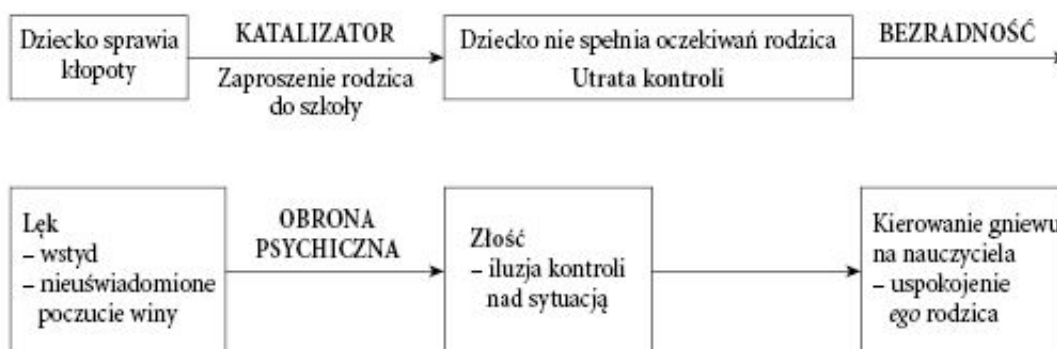 Dziecko sprawia
kłopoty
KATALIZATOR
Zaproszenie rodzica
do szkoły
Dziecko nie spełnia oczekiwań rodzica
Utrata kontroli
BEZRADNOŚĆ
Lęk
– wstyd
– nieuświadomione
poczucie winy
OBRONA
PSYCHICZNA
Złość
– iluzja kontroli
nad sytuacją
Kierowanie gniewu
na nauczyciela
– uspokojenie
ego rodzica